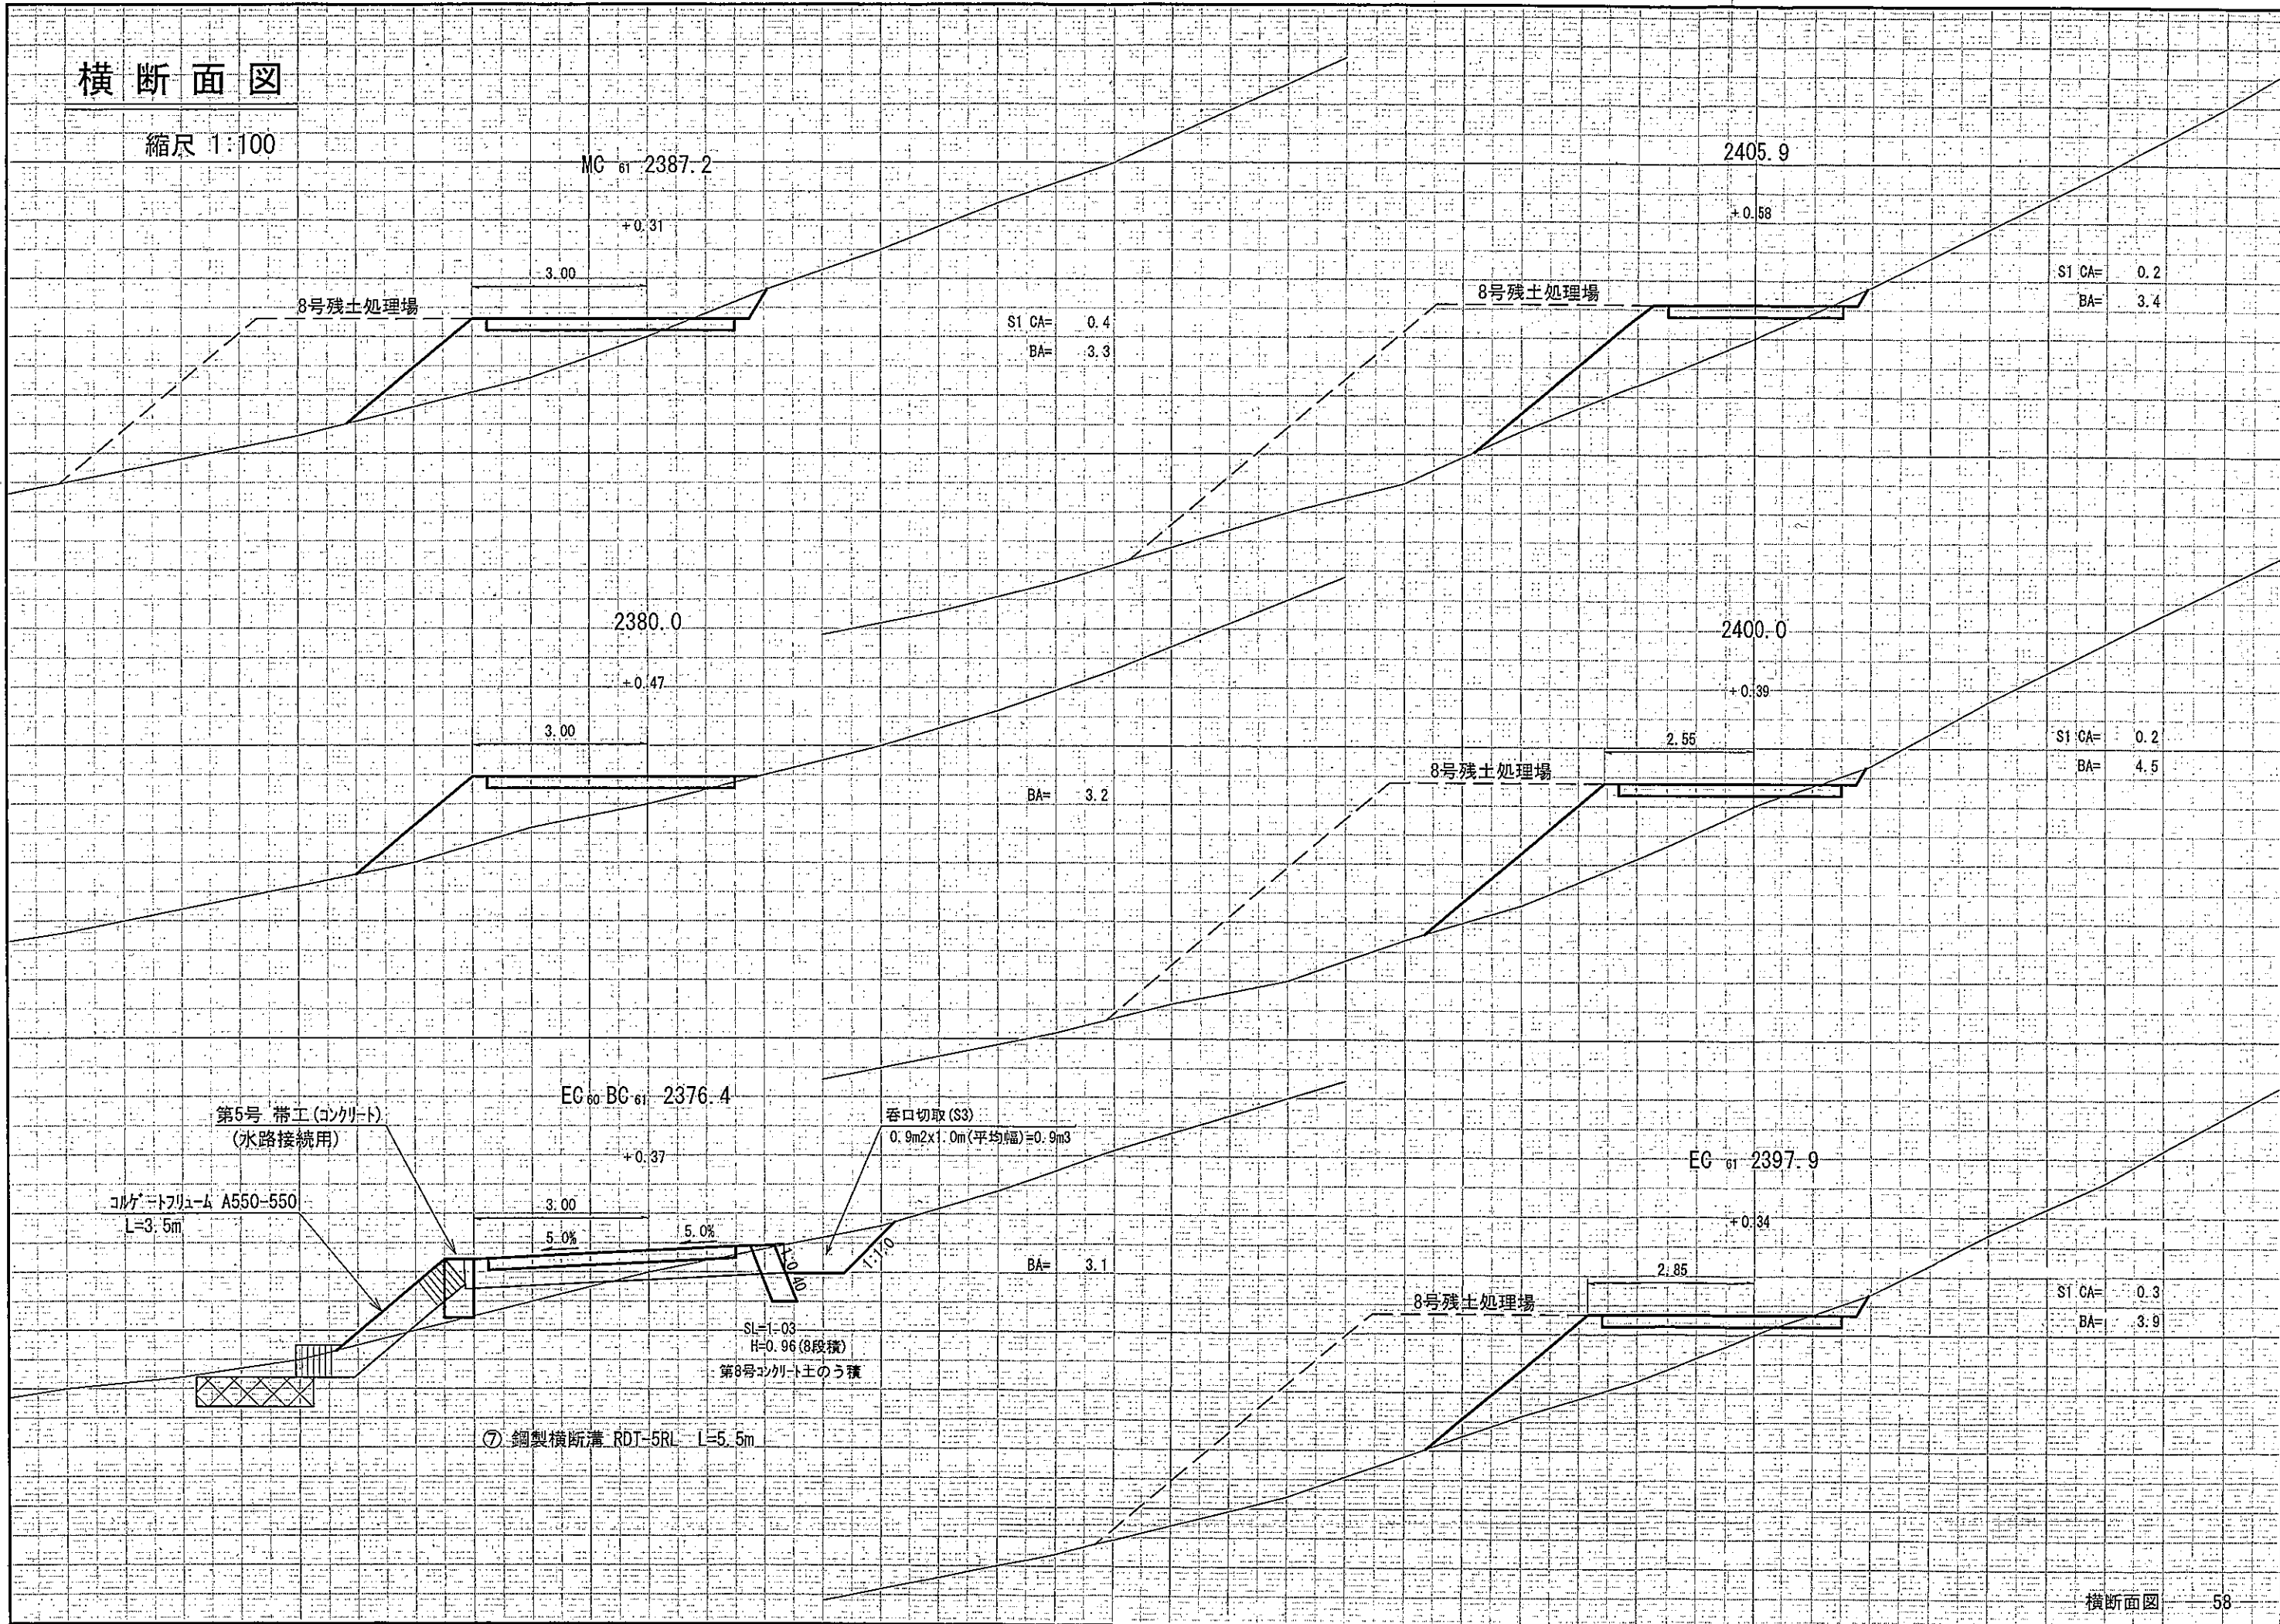 横断面図
縮尺 1:100
MC 61 2387.2
+0.31
3.00
8号残土処理場
S1 CA= 0.4
BA= 3.3
2405.9
+0.58
8号残土処理場
S1 CA= 0.2
BA= 3.4
2380.0
+0.47
3.00
BA= 3.2
2400.0
+0.39
2.55
8号残土処理場
S1 CA= 0.2
BA= 4.5
EC 60 BC 61 2376.4
+0.37
第5号 帯工(ｺﾝｸﾘｰﾄ)
(水路接続用)
呑口切取(S3)
0.9m2x1.0m(平均幅)=0.9m3
ｺﾙｹﾞｰﾄﾌﾘｭｰﾑ A550-550
L=3.5m
3.00
5.0%
5.0%
1:0.40
1:1.0
BA= 3.1
SL=1.03
H=0.96(8段積)
第8号ｺﾝｸﾘｰﾄ土のう積
⑦ 鋼製横断溝 RDT-5RL L=5.5m
EC 61 2397.9
+0.34
2.85
8号残土処理場
S1 CA= 0.3
BA= 3.9
横断面図 58